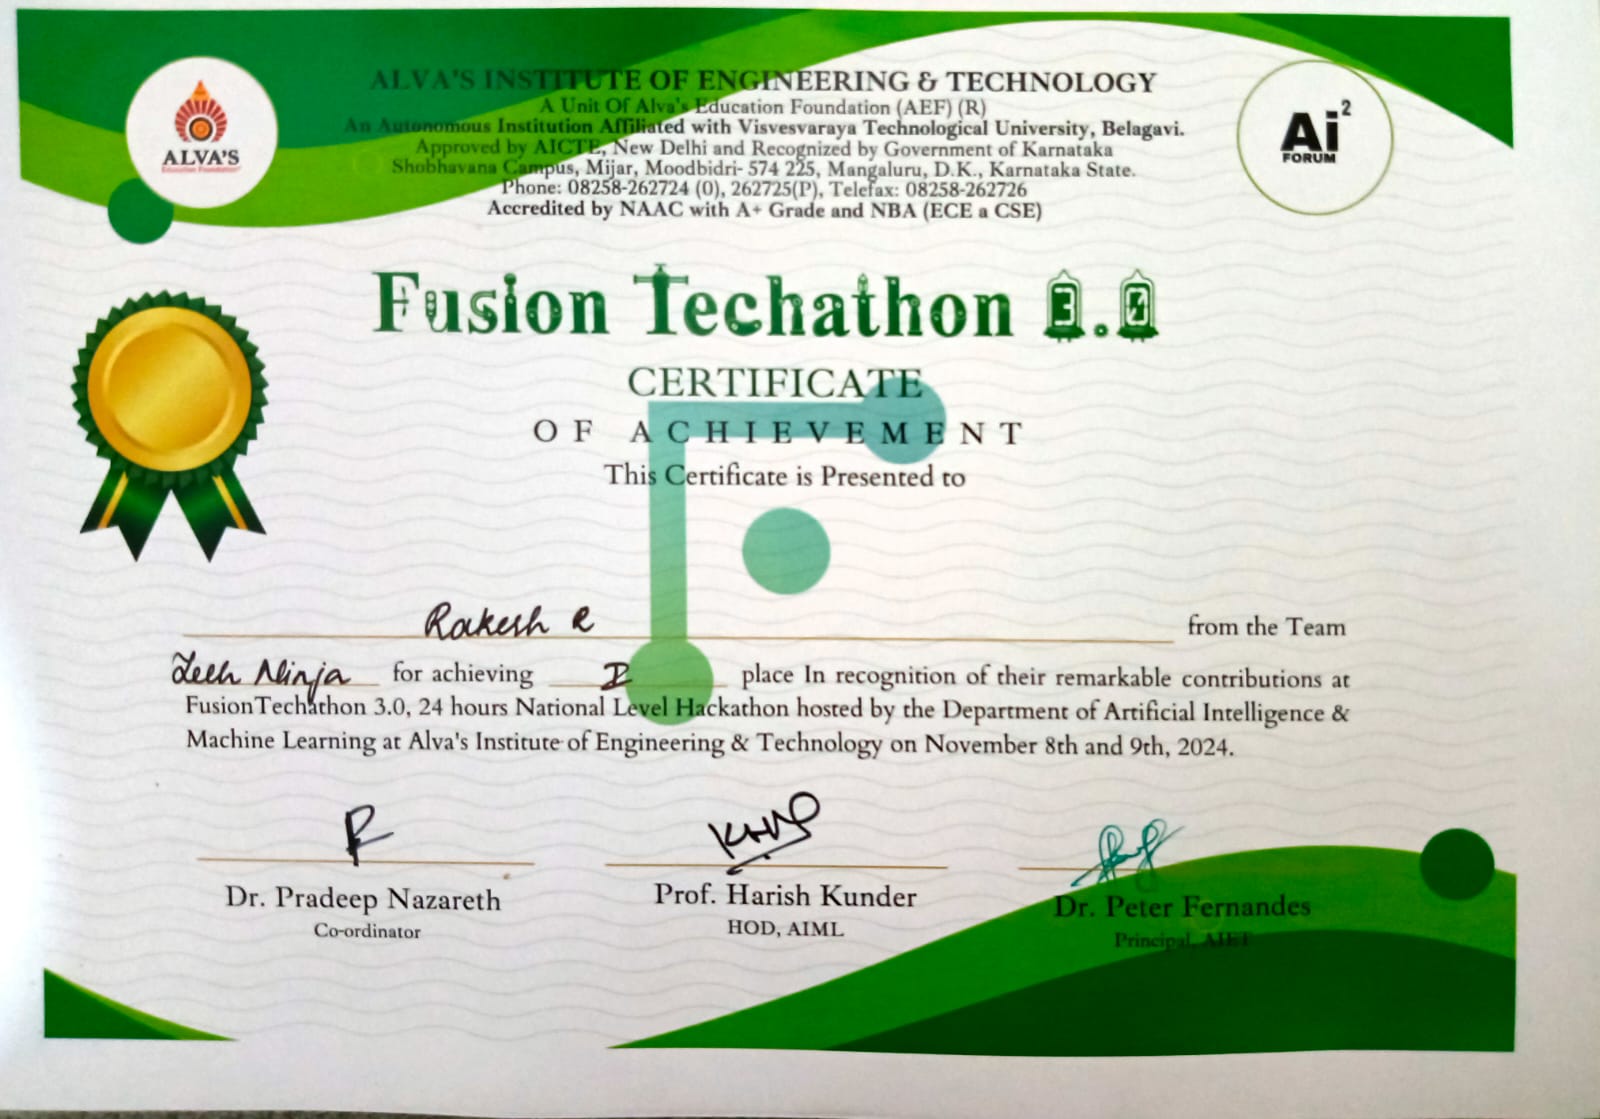 ALVA'S INSTITUTE OF ENGINEERING & TECHNOLOGY
A Unit Of Alva's Education Foundation (AEF) (R)
An Autonomous Institution Affiliated with Visvesvaraya Technological University, Belagavi.
Approved by AICTE, New Delhi and Recognized by Government of Karnataka
Shobhavana Campus, Mijar, Moodbidri- 574 225, Mangaluru, D.K., Karnataka State.
Phone: 08258-262724 (0), 262725(P), Telefax: 08258-262726
Accredited by NAAC with A+ Grade and NBA (ECE a CSE)
ALVA'S
Education Foundation
Ai²
FORUM
Fusion Techathon 3.0
CERTIFICATE
OF ACHIEVEMENT
This Certificate is Presented to
Rakesh R from the Team
Tech Ninja for achieving I place In recognition of their remarkable contributions at
FusionTechathon 3.0, 24 hours National Level Hackathon hosted by the Department of Artificial Intelligence &
Machine Learning at Alva's Institute of Engineering & Technology on November 8th and 9th, 2024.
Dr. Pradeep Nazareth
Co-ordinator
Prof. Harish Kunder
HOD, AIML
Dr. Peter Fernandes
Principal, AIET